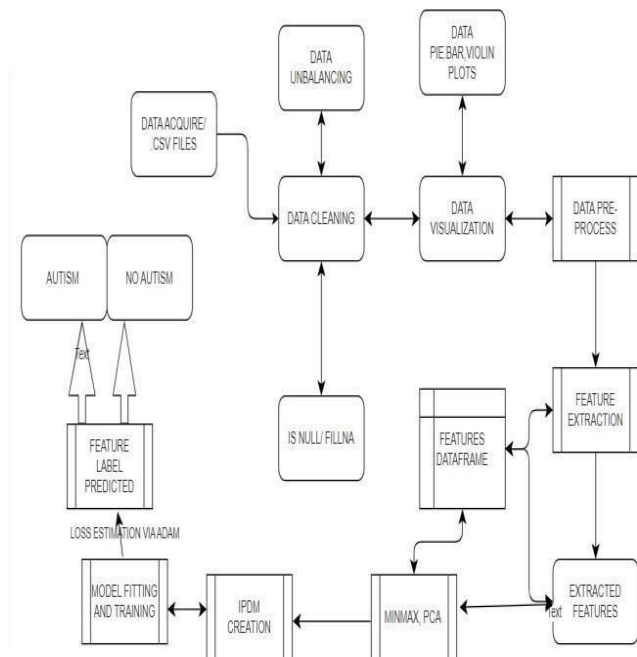 DATA
UNBALANCING
DATA
PIE.BAR,VIOLIN
PLOTS
DATA ACQUIRE/
.CSV FILES
DATA CLEANING
DATA
VISUALIZATION
DATA PRE-
PROCESS
AUTISM
NO AUTISM
Text
IS NULL/ FILLNA
FEATURES
DATAFRAME
FEATURE
EXTRACTION
FEATURE
LABEL
PREDICTED
LOSS ESTIMATION VIA ADAM
MODEL FITTING
AND TRAINING
IPDM
CREATION
MINMAX, PCA
EXTRACTED
FEATURES
Text